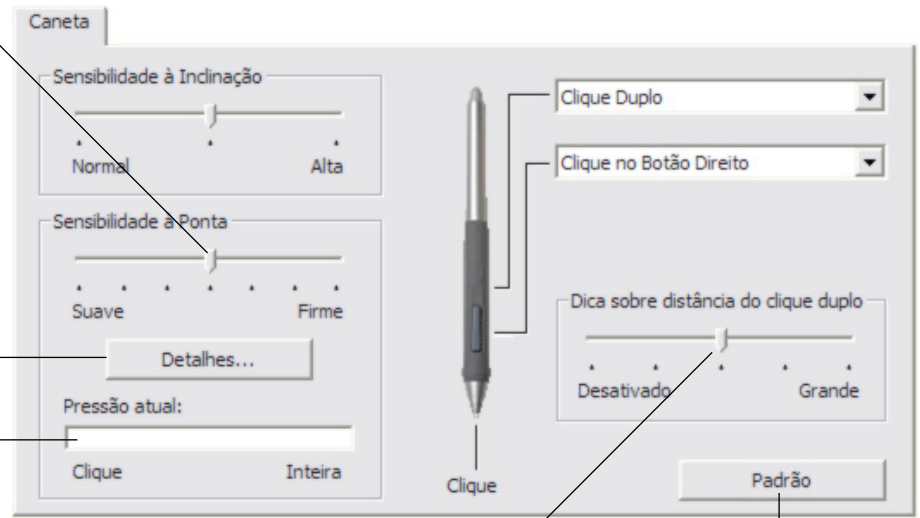 Caneta
Sensibilidade à Inclinação
Normal Alta
Sensibilidade à Ponta
Suave Firme
Detalhes...
Pressão atual:
Clique Inteira
Clique Duplo
Clique no Botão Direito
Dica sobre distância do clique duplo
Desativado Grande
Clique
Padrão